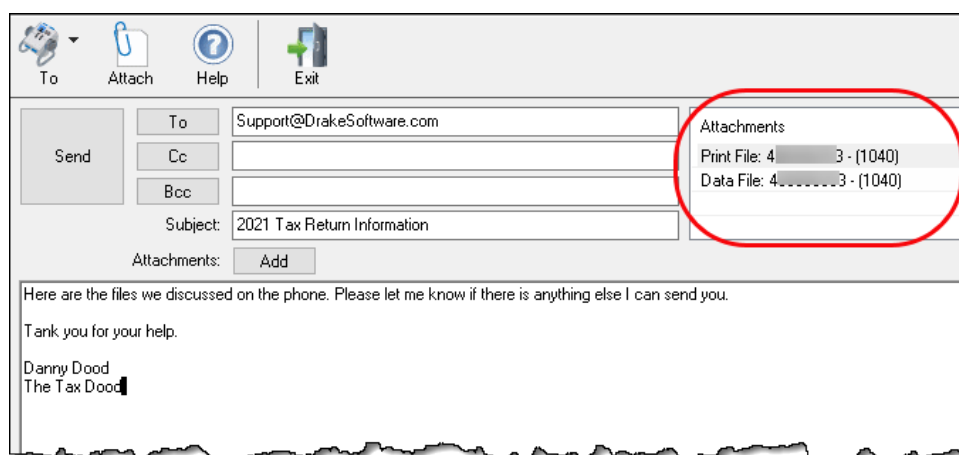 To Attach Help Exit
Send
To Support@DrakeSoftware.com
Cc
Bcc
Subject: 2021 Tax Return Information
Attachments: Add
Attachments
Print File: 4 3 - (1040)
Data File: 4 3 - (1040)
Here are the files we discussed on the phone. Please let me know if there is anything else I can send you.
Tank you for your help.
Danny Dood
The Tax Dood